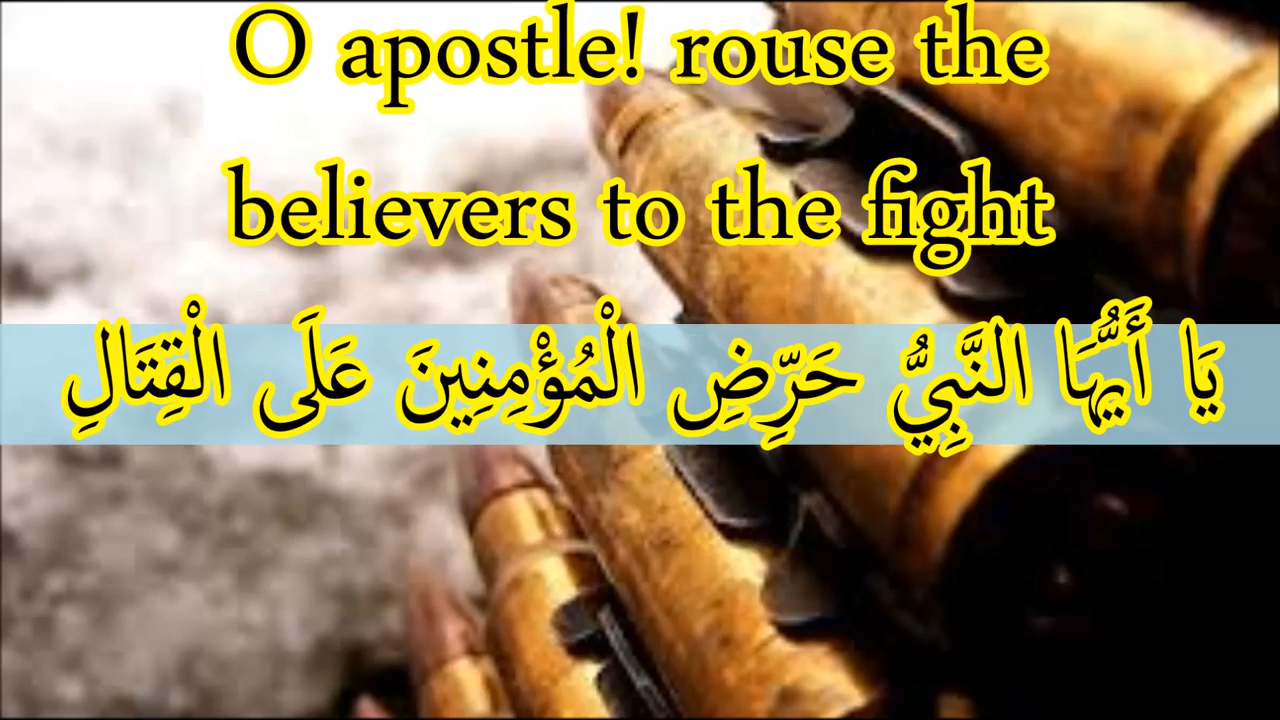 O apostle! rouse the
believers to the fight
يَا أَيُّهَا النَّبِيُّ حَرِّضِ الْمُؤْمِنِينَ عَلَى الْقِتَالِ